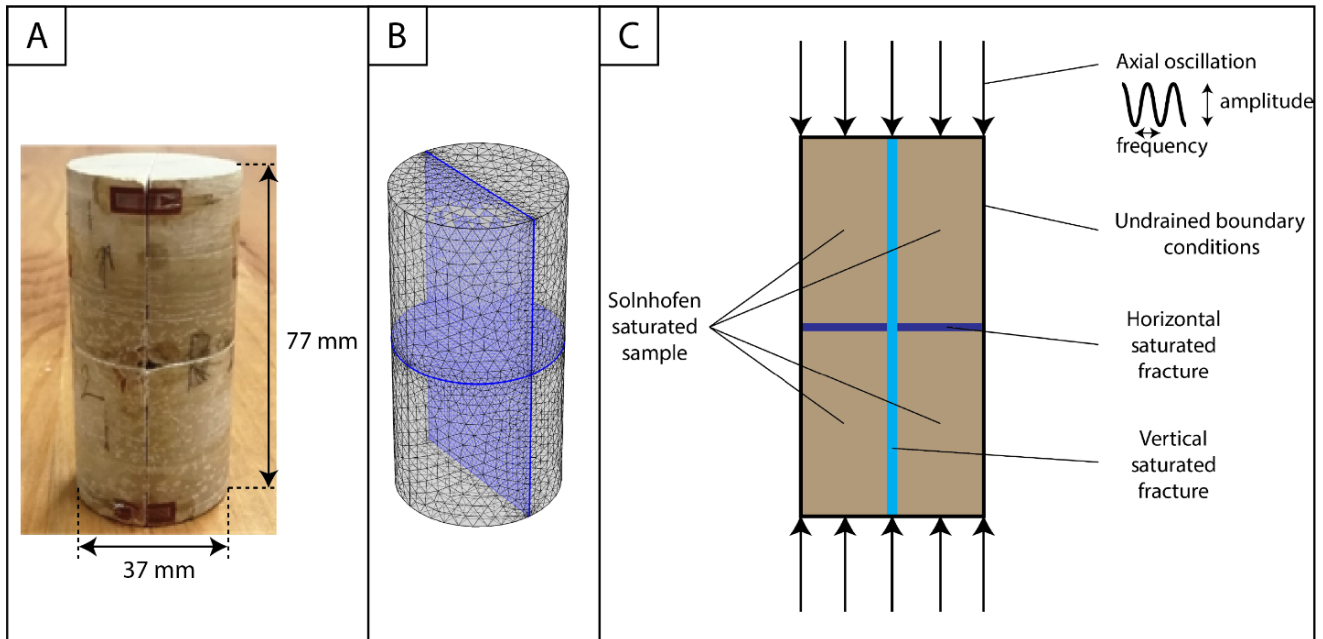 A
B
C
77 mm
37 mm
Axial oscillation
amplitude
frequency
Undrained boundary
conditions
Solnhofen
saturated
sample
Horizontal
saturated
fracture
Vertical
saturated
fracture